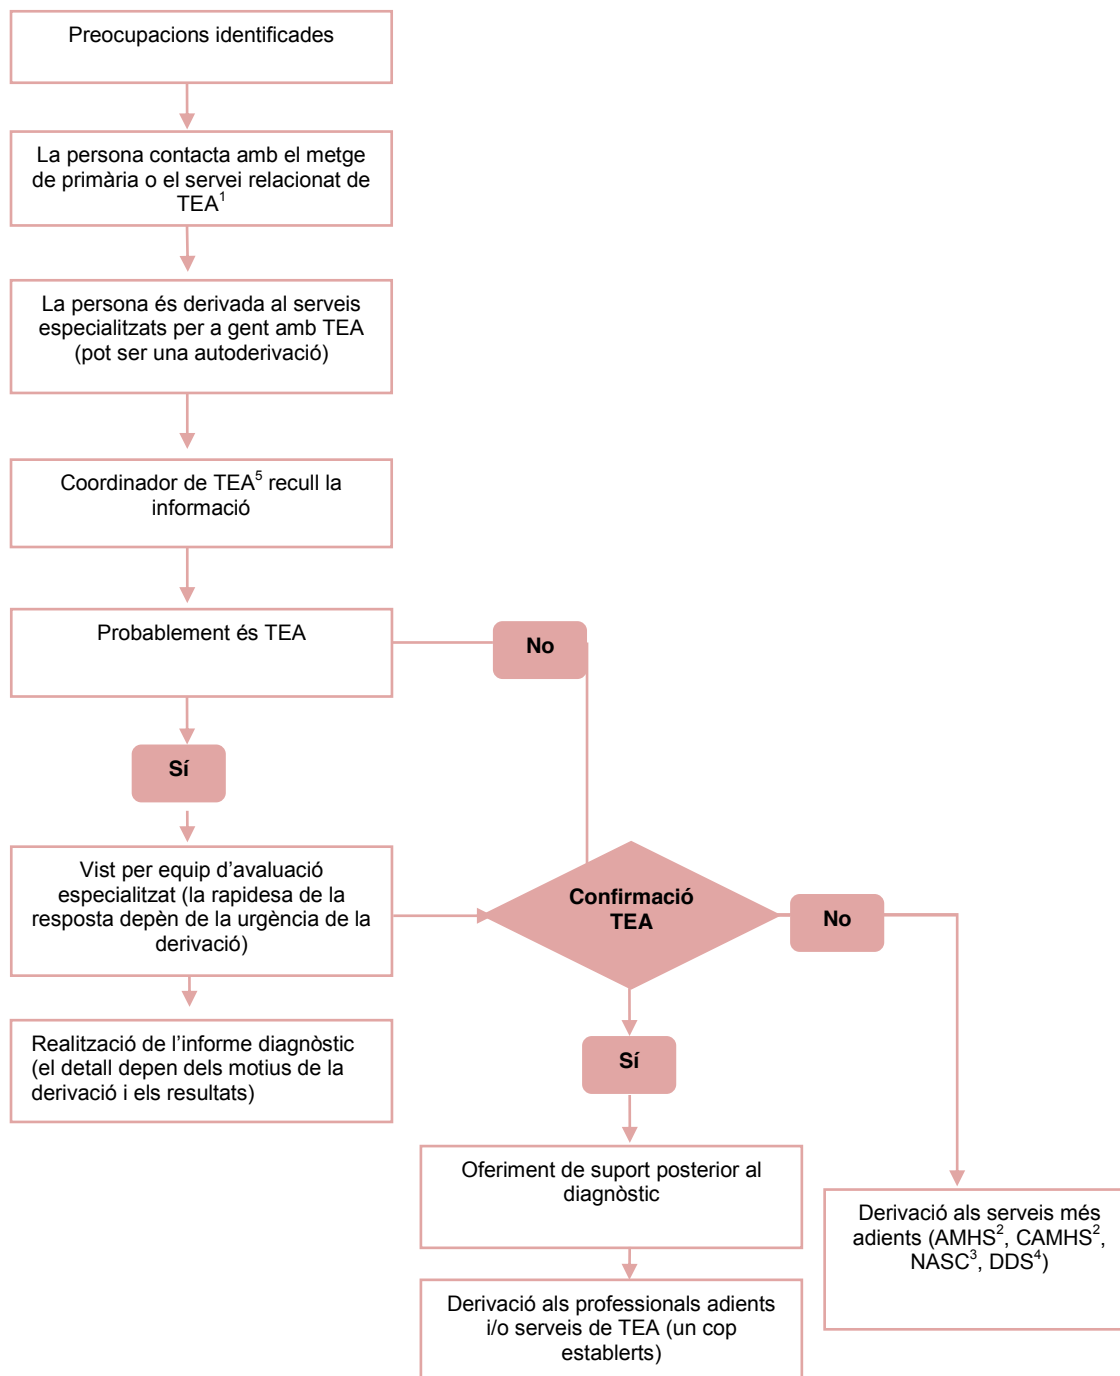 Preocupacions identificades
La persona contacta amb el metge
de primària o el servei relacionat de
TEA¹
La persona és derivada al serveis
especialitzats per a gent amb TEA
(pot ser una autoderivació)
Coordinador de TEA⁵ recull la
informació
Probablement és TEA
No
Sí
Vist per equip d’avaluació
especialitzat (la rapidesa de la
resposta depèn de la urgència de la
derivació)
Confirmació
TEA
No
Realització de l’informe diagnòstic
(el detall depen dels motius de la
derivació i els resultats)
Sí
Oferiment de suport posterior al
diagnòstic
Derivació als serveis més
adients (AMHS², CAMHS²,
NASC³, DDS⁴)
Derivació als professionals adients
i/o serveis de TEA (un cop
establerts)